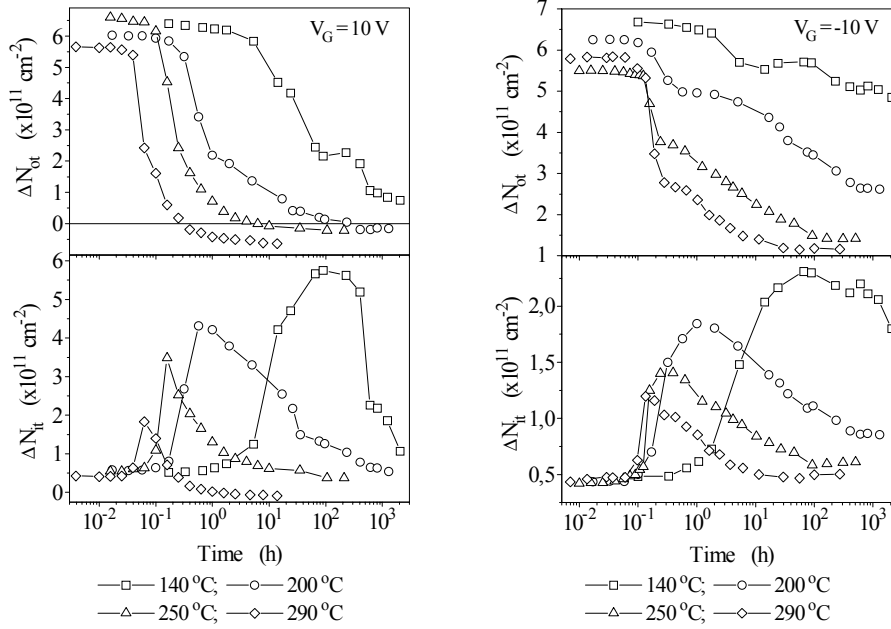 V_G = 10 V
ΔN_ot (x10^11 cm^-2)
6
5
4
3
2
1
0
ΔN_it (x10^11 cm^-2)
6
5
4
3
2
1
0
10^-2 10^-1 10^0 10^1 10^2 10^3
Time (h)
140 °C; 200 °C
250 °C 290 °C
V_G = -10 V
ΔN_ot (x10^11 cm^-2)
7
6
5
4
3
2
1
ΔN_it (x10^11 cm^-2)
2,0
1,5
1,0
0,5
10^-2 10^-1 10^0 10^1 10^2 10^3
Time (h)
140 °C; 200 °C
250 °C 290 °C